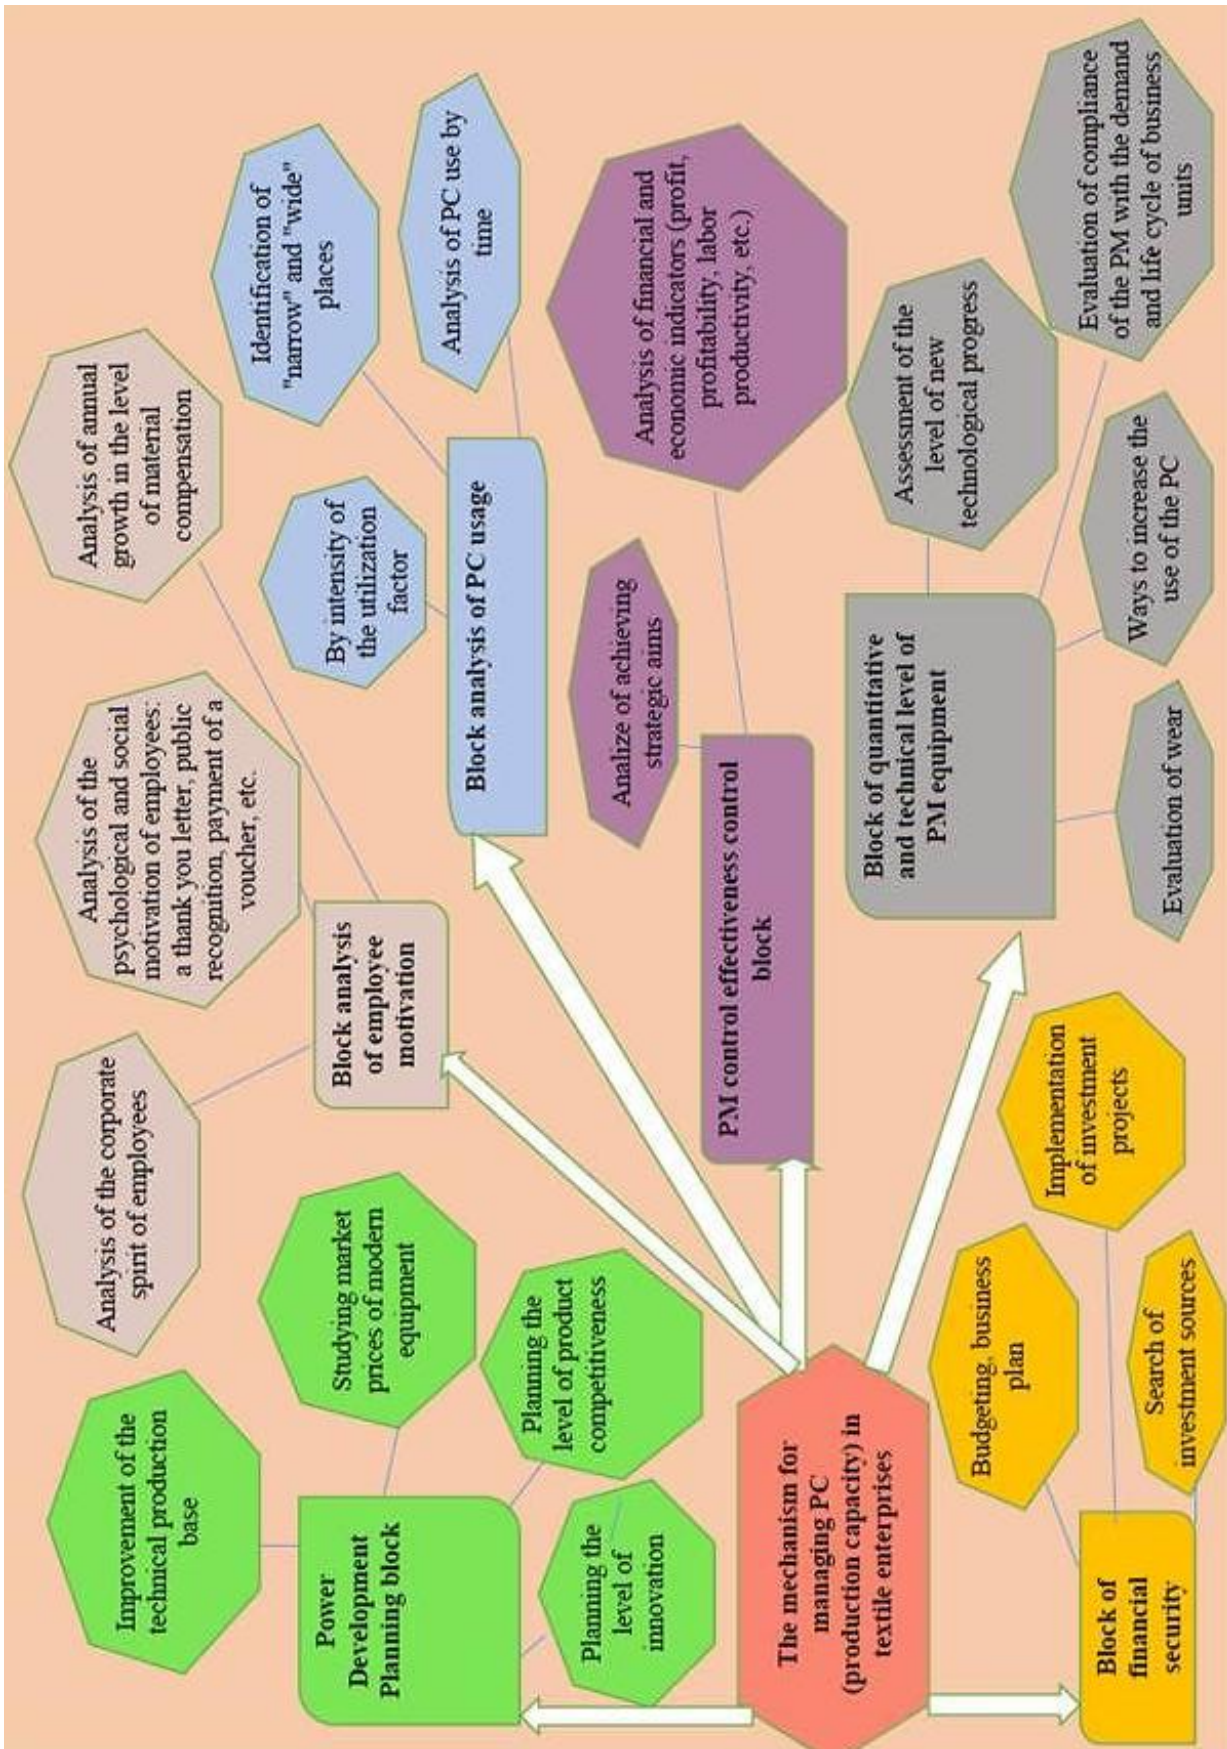 Analysis of the corporate
spirit of employees
Analysis of the
psychological and social
motivation of employees:
a thank you letter, public
recognition, payment of a
voucher, etc.
Analysis of annual
growth in the level
of material
compensation
Improvement of the
technical production
base
Studying market
prices of modern
equipment
Block analysis
of employee
motivation
By intensity of
the utilization
factor
Identification of
"narrow" and "wide"
places
Analysis of PC use by
time
Power
Development
Planning block
Planning the
level of product
competitiveness
Planning the
level of
innovation
Block analysis of PC usage
Analize of achieving
strategic aims
Analysis of financial and
economic indicators (profit,
profitability, labor
productivity, etc.)
PM control effectiveness control
block
The mechanism for
managing PC
(production capacity) in
textile enterprises
Block of quantitative
and technical level of
PM equipment
Assessment of the
level of new
technological progress
Evaluation of compliance
of the PM with the demand
and life cycle of business
units
Ways to increase the
use of the PC
Evaluation of wear
Budgeting, business
plan
Implementation
of investment
projects
Search of
investment sources
Block of
financial
security